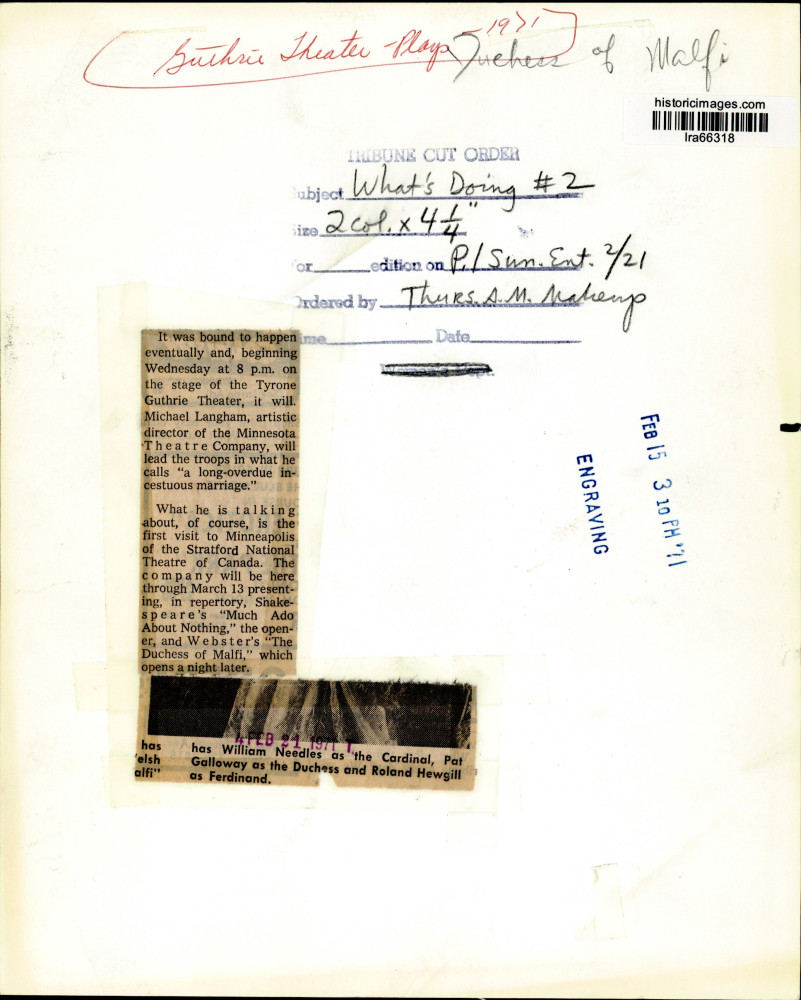 Guthrie Theater - Plays - 1971
Duchess of Malfi
historicimages.com
lra66318
TRIBUNE CUT ORDER
ubject What's Doing #2
ize 2 col. x 4 1/4"
or edition on P.1 Sun. Ent. 2/21
Ordered by Thurs. A.M. Makeup
ime Date
It was bound to happen
eventually and, beginning
Wednesday at 8 p.m. on
the stage of the Tyrone
Guthrie Theater, it will.
Michael Langham, artistic
director of the Minnesota
Theatre Company, will
lead the troops in what he
calls "a long-overdue in-
cestuous marriage."
What he is talking
about, of course, is the
first visit to Minneapolis
of the Stratford National
Theatre of Canada. The
company will be here
through March 13 present-
ing, in repertory, Shake-
speare's "Much Ado
About Nothing," the open-
er, and Webster's "The
Duchess of Malfi," which
opens a night later.
FEB 15 3 10 PM '71
ENGRAVING
FEB 21 1971 T
has
elsh
alfi"
has William Needles as the Cardinal, Pat
Galloway as the Duchess and Roland Hewgill
as Ferdinand.